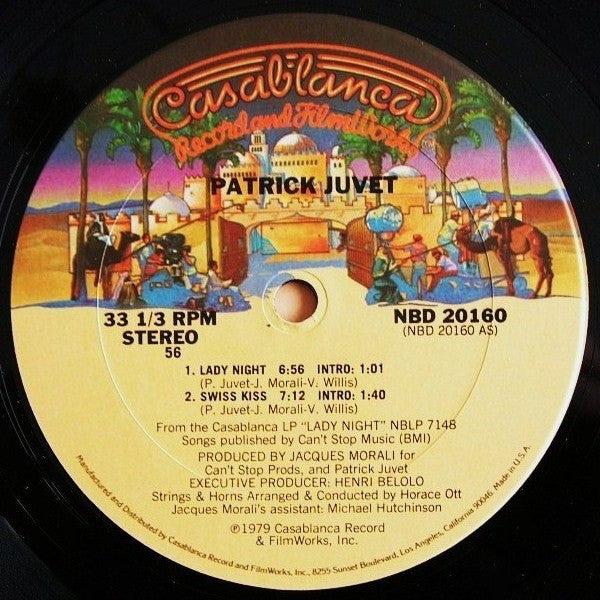 Casablanca
Record and FilmWorks
PATRICK JUVET
33 1/3 RPM
STEREO
56
NBD 20160
(NBD 20160 AS)
1. LADY NIGHT 6:56 INTRO: 1:01
(P. Juvet-J. Morali-V. Willis)
2. SWISS KISS 7:12 INTRO: 1:40
(P. Juvet-J. Morali-V. Willis)
From the Casablanca LP "LADY NIGHT" NBLP 7148
Songs published by Can't Stop Music (BMI)
PRODUCED BY JACQUES MORALI for
Can't Stop Prods, and Patrick Juvet
EXECUTIVE PRODUCER: HENRI BELOLO
Strings & Horns Arranged & Conducted by Horace Ott
Jacques Morali's assistant: Michael Hutchinson
℗1979 Casablanca Record
& FilmWorks, Inc.
Manufactured and Distributed by Casablanca Record and FilmWorks, Inc., 8255 Sunset Boulevard, Los Angeles, California 90046. Made in U.S.A.